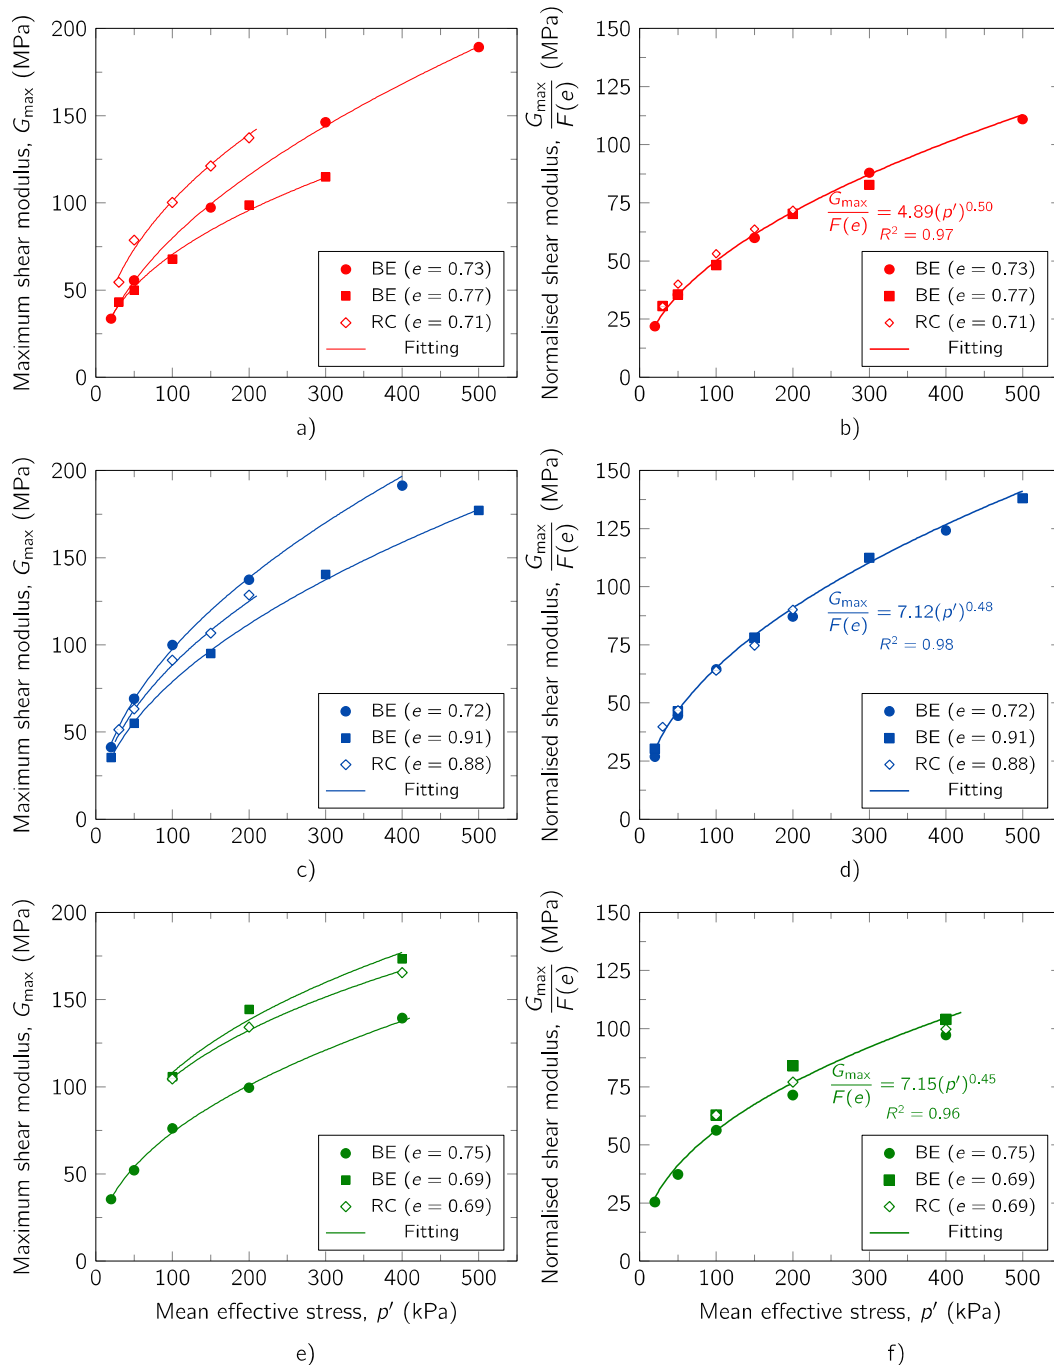 Maximum shear modulus, G_max (MPa)
200
150
100
50
0
0 100 200 300 400 500
BE (e = 0.73)
BE (e = 0.77)
RC (e = 0.71)
Fitting
a)
Normalised shear modulus, G_max/F(e) (MPa)
150
125
100
75
50
25
0
0 100 200 300 400 500
G_max/F(e) = 4.89(p′)^0.50
R² = 0.97
BE (e = 0.73)
BE (e = 0.77)
RC (e = 0.71)
Fitting
b)
Maximum shear modulus, G_max (MPa)
200
150
100
50
0
0 100 200 300 400 500
BE (e = 0.72)
BE (e = 0.91)
RC (e = 0.88)
Fitting
c)
Normalised shear modulus, G_max/F(e) (MPa)
150
125
100
75
50
25
0
0 100 200 300 400 500
G_max/F(e) = 7.12(p′)^0.48
R² = 0.98
BE (e = 0.72)
BE (e = 0.91)
RC (e = 0.88)
Fitting
d)
Maximum shear modulus, G_max (MPa)
200
150
100
50
0
0 100 200 300 400 500
BE (e = 0.75)
BE (e = 0.69)
RC (e = 0.69)
Fitting
Mean effective stress, p′ (kPa)
e)
Normalised shear modulus, G_max/F(e) (MPa)
150
125
100
75
50
25
0
0 100 200 300 400 500
G_max/F(e) = 7.15(p′)^0.45
R² = 0.96
BE (e = 0.75)
BE (e = 0.69)
RC (e = 0.69)
Fitting
Mean effective stress, p′ (kPa)
f)